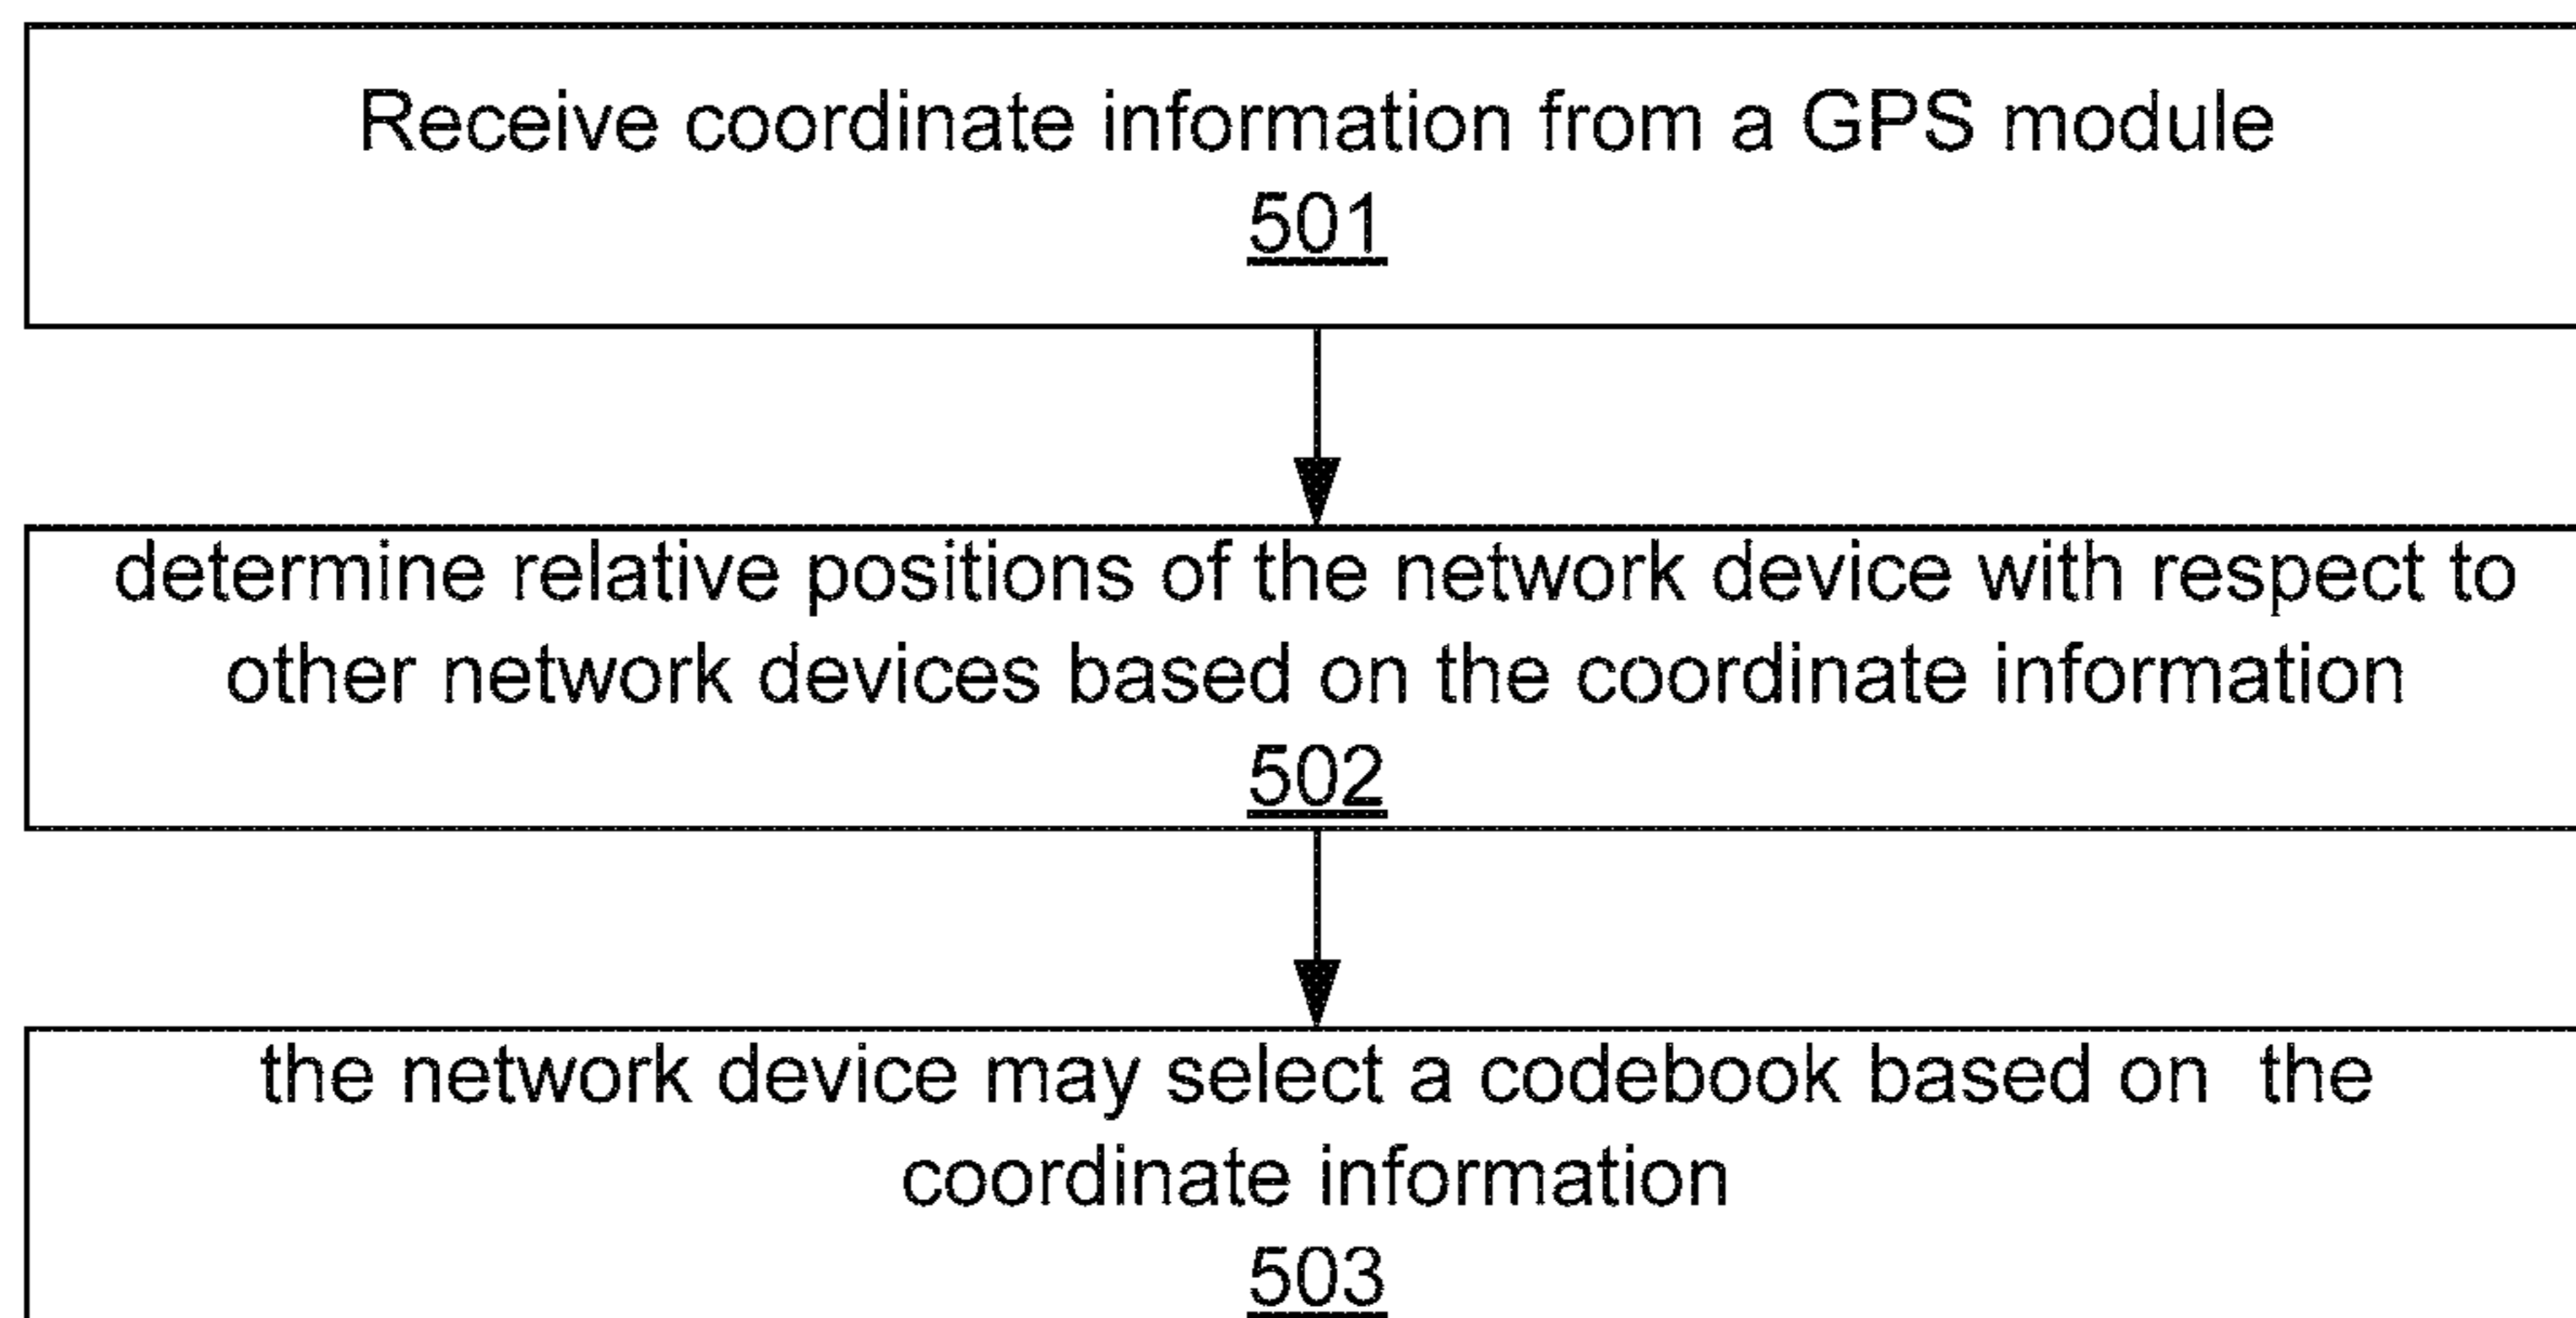 Receive coordinate information from a GPS module
501
determine relative positions of the network device with respect to
other network devices based on the coordinate information
502
the network device may select a codebook based on  the
coordinate information
503